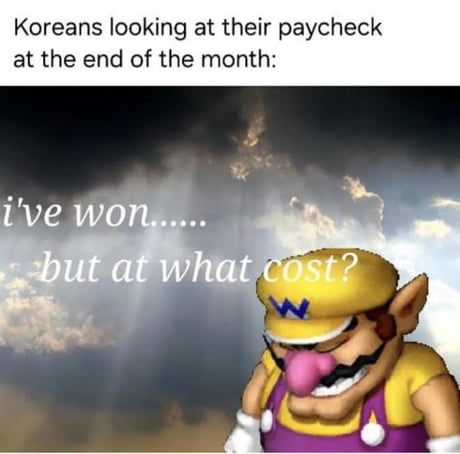 Koreans looking at their paycheck
at the end of the month:
i've won......
but at what cost?
W